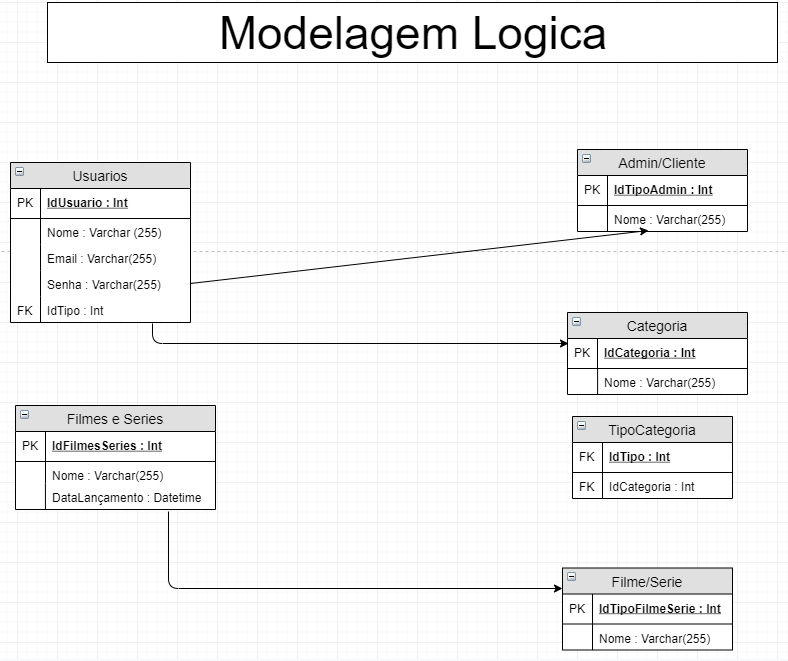 Modelagem Logica
Usuarios
PK IdUsuario : Int
Nome : Varchar (255)
Email : Varchar(255)
Senha : Varchar(255)
FK IdTipo : Int
Admin/Cliente
PK IdTipoAdmin : Int
Nome : Varchar(255)
Categoria
PK IdCategoria : Int
Nome : Varchar(255)
Filmes e Series
PK IdFilmesSeries : Int
Nome : Varchar(255)
DataLançamento : Datetime
TipoCategoria
FK IdTipo : Int
FK IdCategoria : Int
Filme/Serie
PK IdTipoFilmeSerie : Int
Nome : Varchar(255)